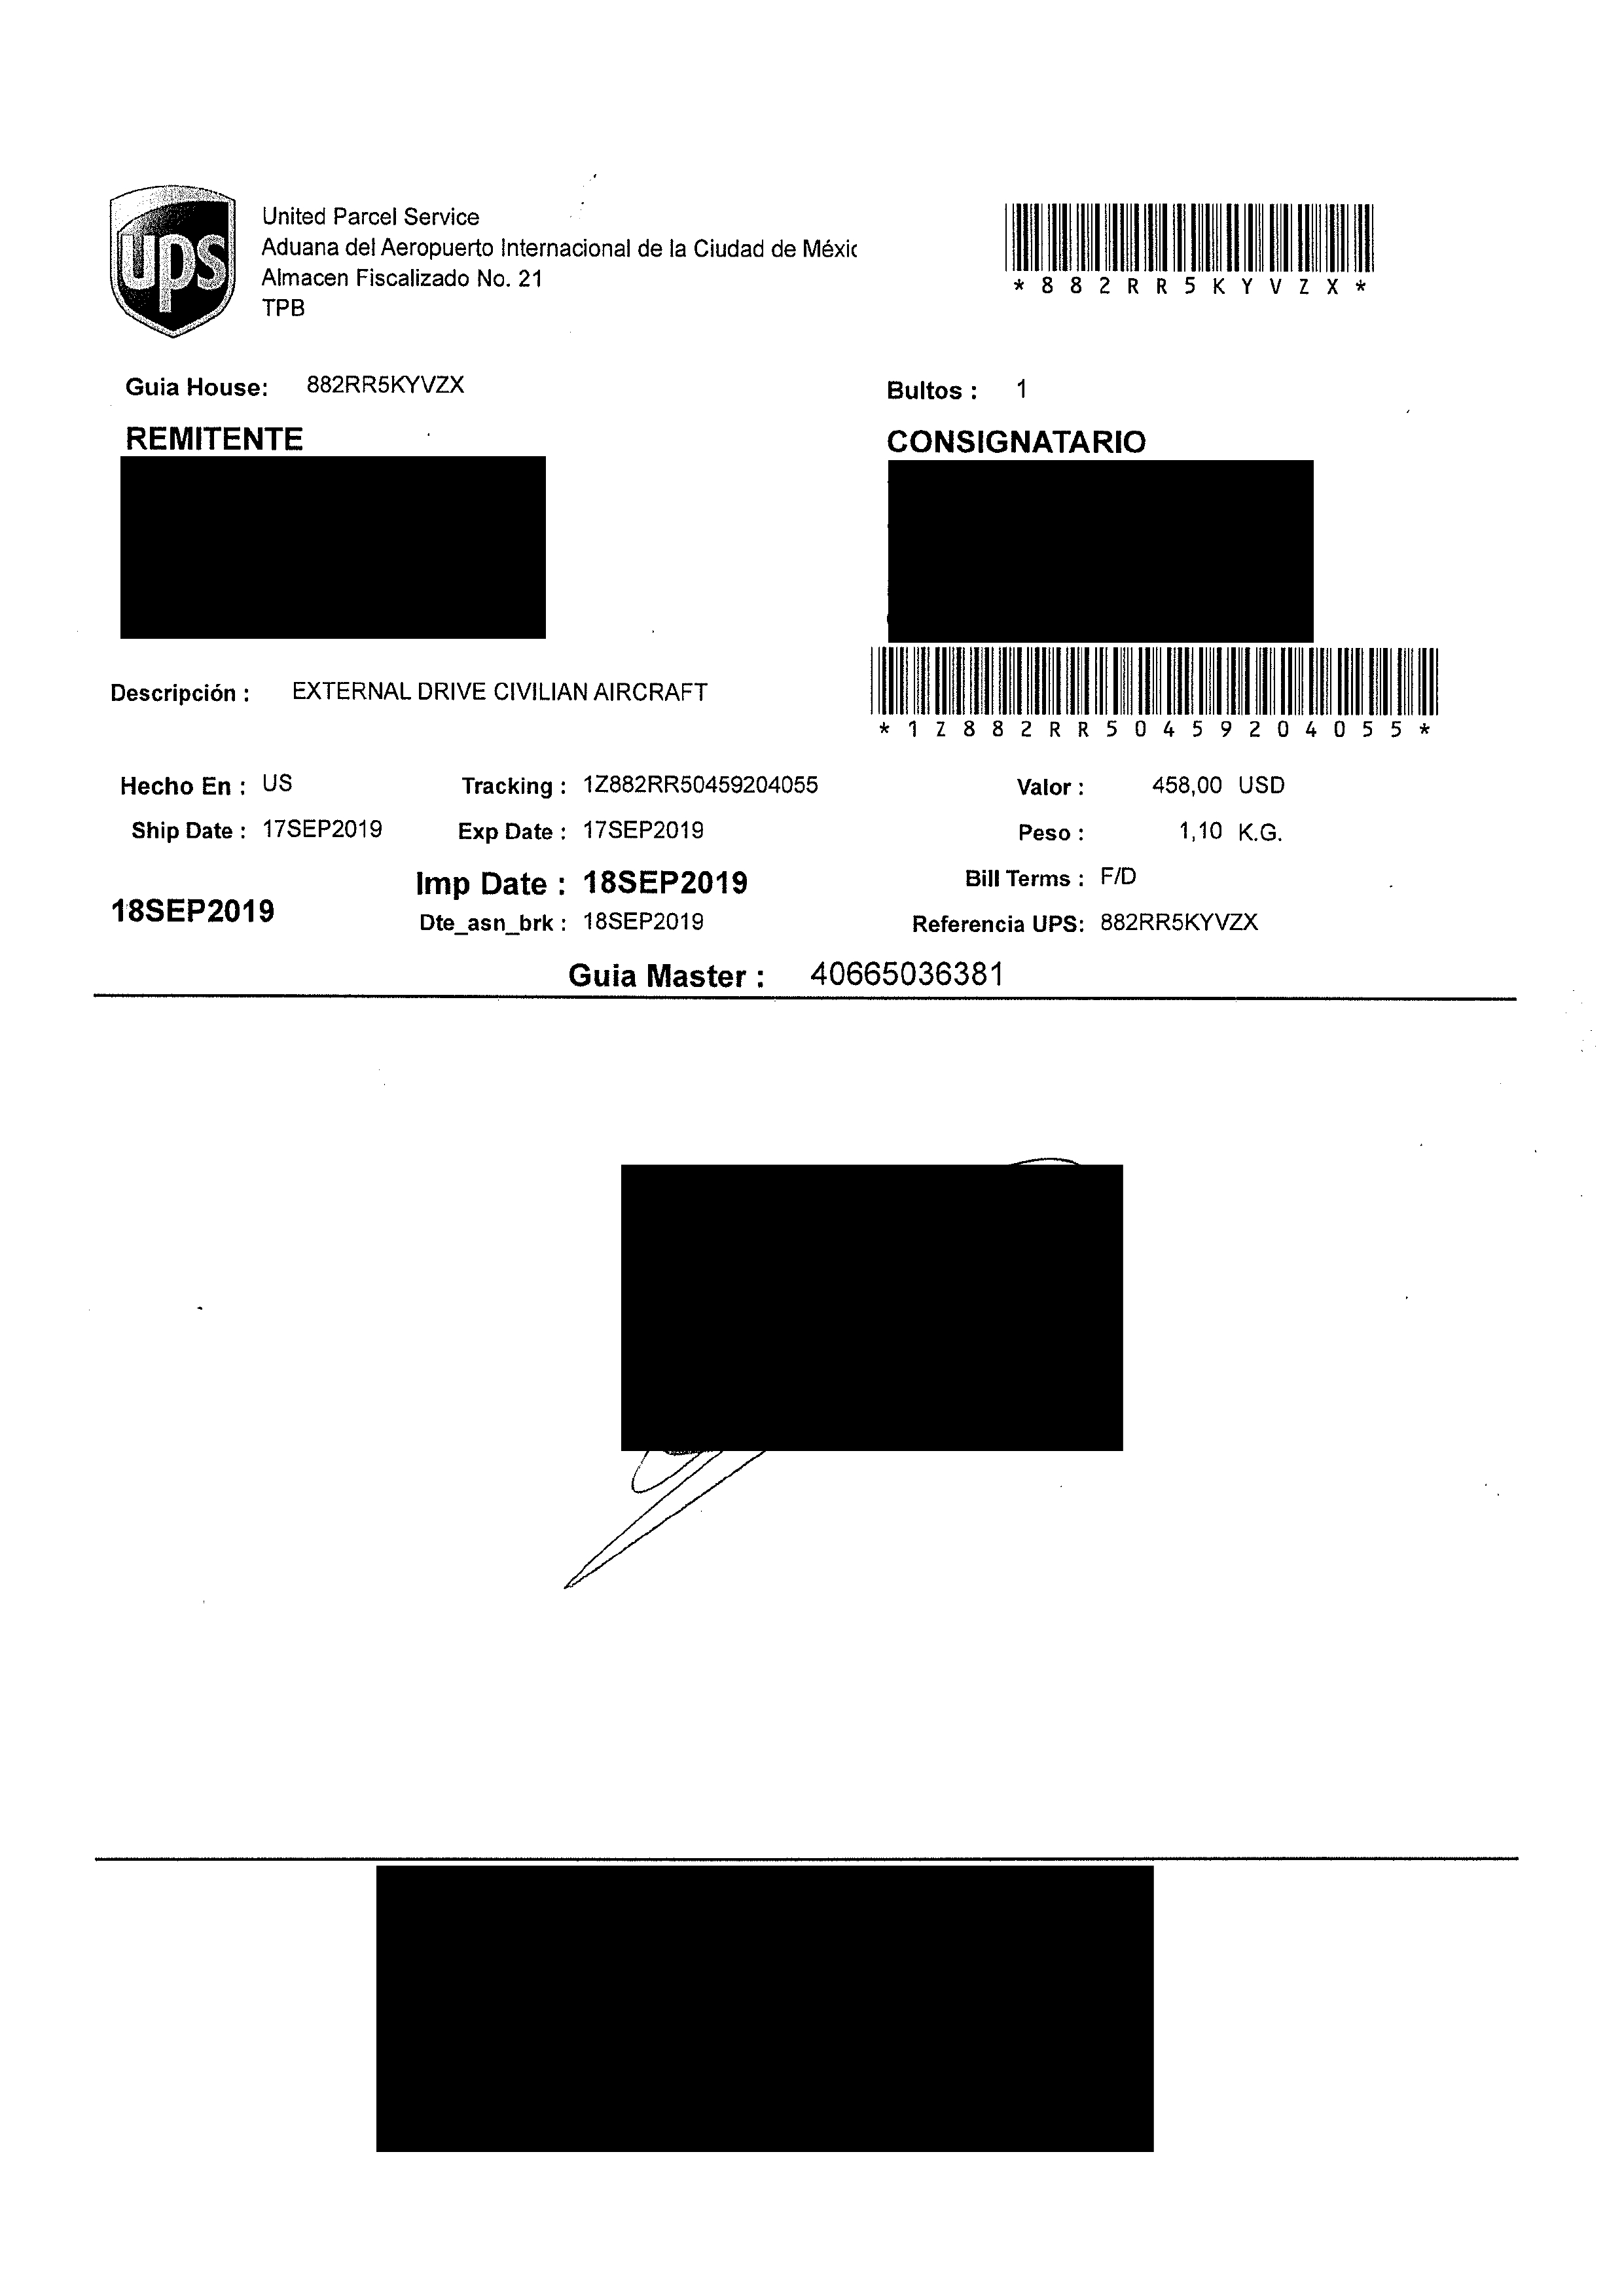 ups
United Parcel Service
Aduana del Aeropuerto Internacional de la Ciudad de Méxic
Almacen Fiscalizado No. 21
TPB
*882RR5KYVZX*
Guia House: 882RR5KYVZX
Bultos : 1
REMITENTE
CONSIGNATARIO
Descripción : EXTERNAL DRIVE CIVILIAN AIRCRAFT
*1Z882RR50459204055*
Hecho En : US Tracking : 1Z882RR50459204055 Valor : 458,00 USD
Ship Date : 17SEP2019 Exp Date : 17SEP2019 Peso : 1,10 K.G.
Imp Date : 18SEP2019 Bill Terms : F/D
18SEP2019
Dte_asn_brk : 18SEP2019 Referencia UPS: 882RR5KYVZX
Guia Master : 40665036381